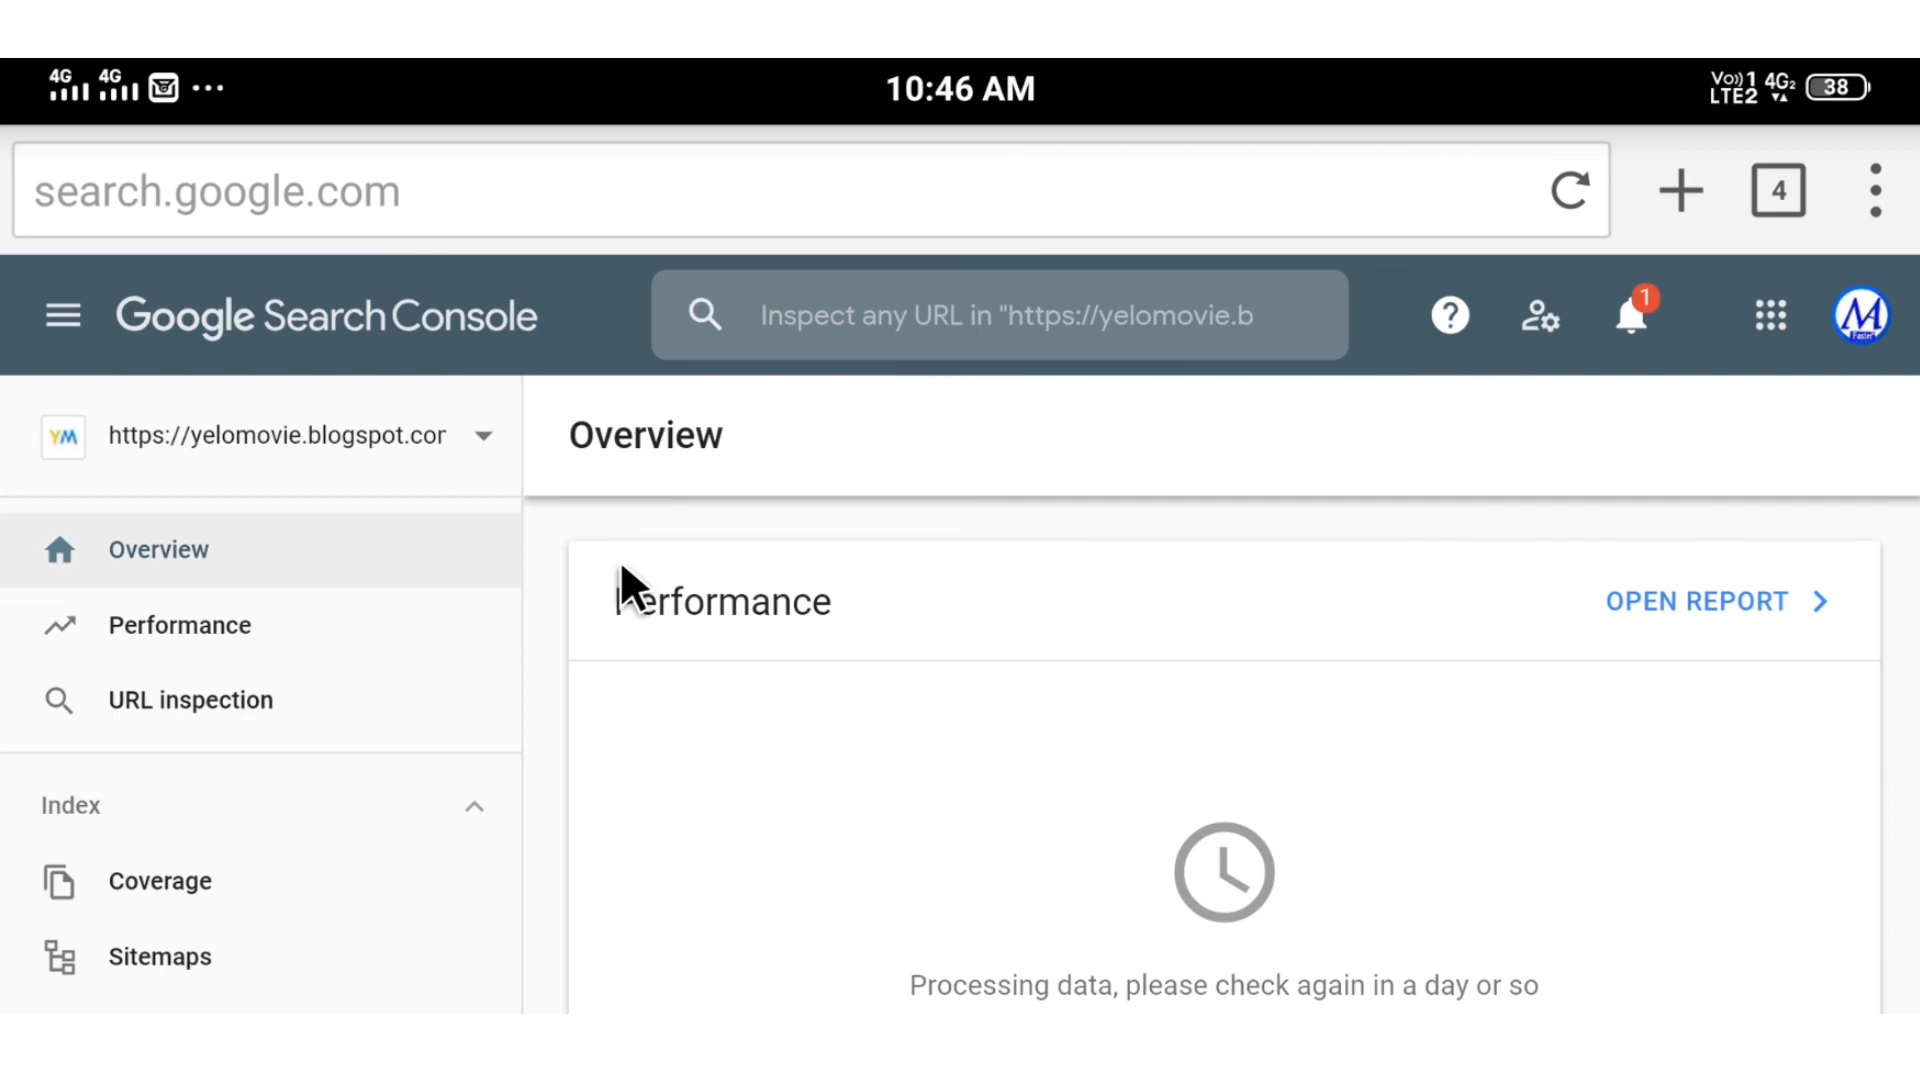 4G 4G
10:46 AM
Vo)) 1 4G2
LTE2
38
search.google.com
4
Google Search Console
Inspect any URL in "https://yelomovie.b
1
M
YM
https://yelomovie.blogspot.cor
Overview
Overview
Performance
OPEN REPORT
Performance
URL inspection
Index
Coverage
Sitemaps
Processing data, please check again in a day or so